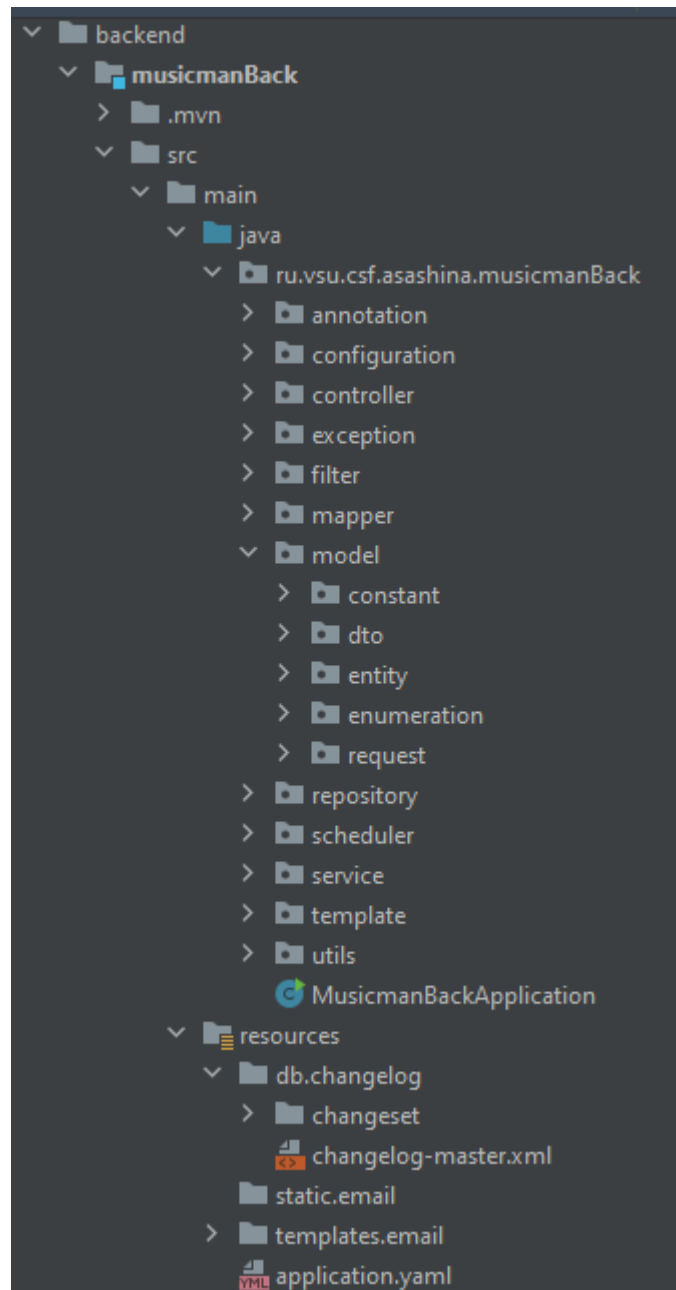 backend
musicmanBack
.mvn
src
main
java
ru.vsu.csf.asashina.musicmanBack
annotation
configuration
controller
exception
filter
mapper
model
constant
dto
entity
enumeration
request
repository
scheduler
service
template
utils
MusicmanBackApplication
resources
db.changelog
changeset
changelog-master.xml
static.email
templates.email
application.yaml